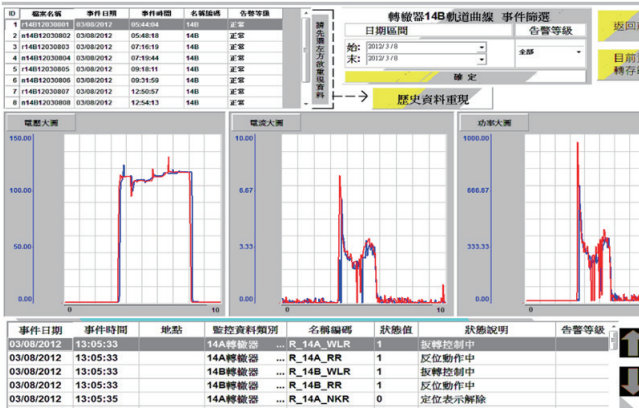 ID 檔案名稱 事件日期 事件時間 名稱編碼 告警等級
1 r14B12030801 03/08/2012 05:44:04 14B 正常
2 n14B12030802 03/08/2012 05:48:18 14B 正常
3 r14B12030803 03/08/2012 07:16:19 14B 正常
4 n14B12030804 03/08/2012 07:19:44 14B 正常
5 r14B12030805 03/08/2012 09:18:11 14B 正常
6 n14B12030806 03/08/2012 09:31:59 14B 正常
7 r14B12030807 03/08/2012 12:50:57 14B 正常
8 n14B12030808 03/08/2012 12:54:13 14B 正常
請先選左方故重現資料
轉轍器14B軌道曲線 事件篩選
日期區間 告警等級
始: 2012/ 3 / 8 全部
末: 2012/ 3 / 8
確 定
歷史資料重現
返回
目前
轉存
電壓大圖 電流大圖 功率大圖
150.00
100.00
50.00
0.00
0 10
10.00
6.67
3.33
0.00
0 10
1000.00
666.67
333.33
0.00
0
事件日期 事件時間 地點 監控資料類別 名稱編碼 狀態值 狀態說明 告警等級
03/08/2012 13:05:33 14A轉轍器 ... R_14A_WLR 1 扳轉控制中
03/08/2012 13:05:33 14A轉轍器 ... R_14A_RR 1 反位動作中
03/08/2012 13:05:33 14B轉轍器 ... R_14B_WLR 1 扳轉控制中
03/08/2012 13:05:33 14B轉轍器 ... R_14B_RR 1 反位動作中
03/08/2012 13:05:35 14A轉轍器 ... R_14A_NKR 0 定位表示解除